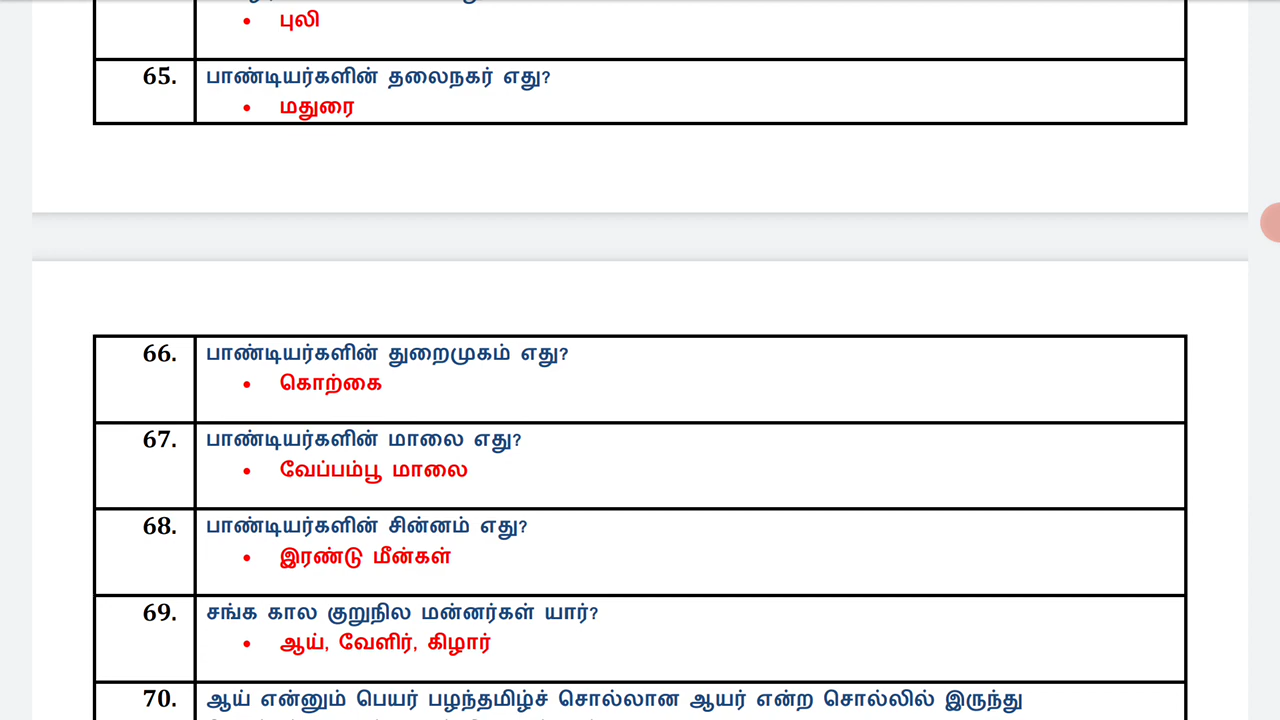 • புலி
65. பாண்டியர்களின் தலைநகர் எது?
• மதுரை
66. பாண்டியர்களின் துறைமுகம் எது?
• கொற்கை
67. பாண்டியர்களின் மாலை எது?
• வேப்பம்பூ மாலை
68. பாண்டியர்களின் சின்னம் எது?
• இரண்டு மீன்கள்
69. சங்க கால குறுநில மன்னர்கள் யார்?
• ஆய், வேளிர், கிழார்
70. ஆய் என்னும் பெயர் பழந்தமிழ்ச் சொல்லான ஆயர் என்ற சொல்லில் இருந்து